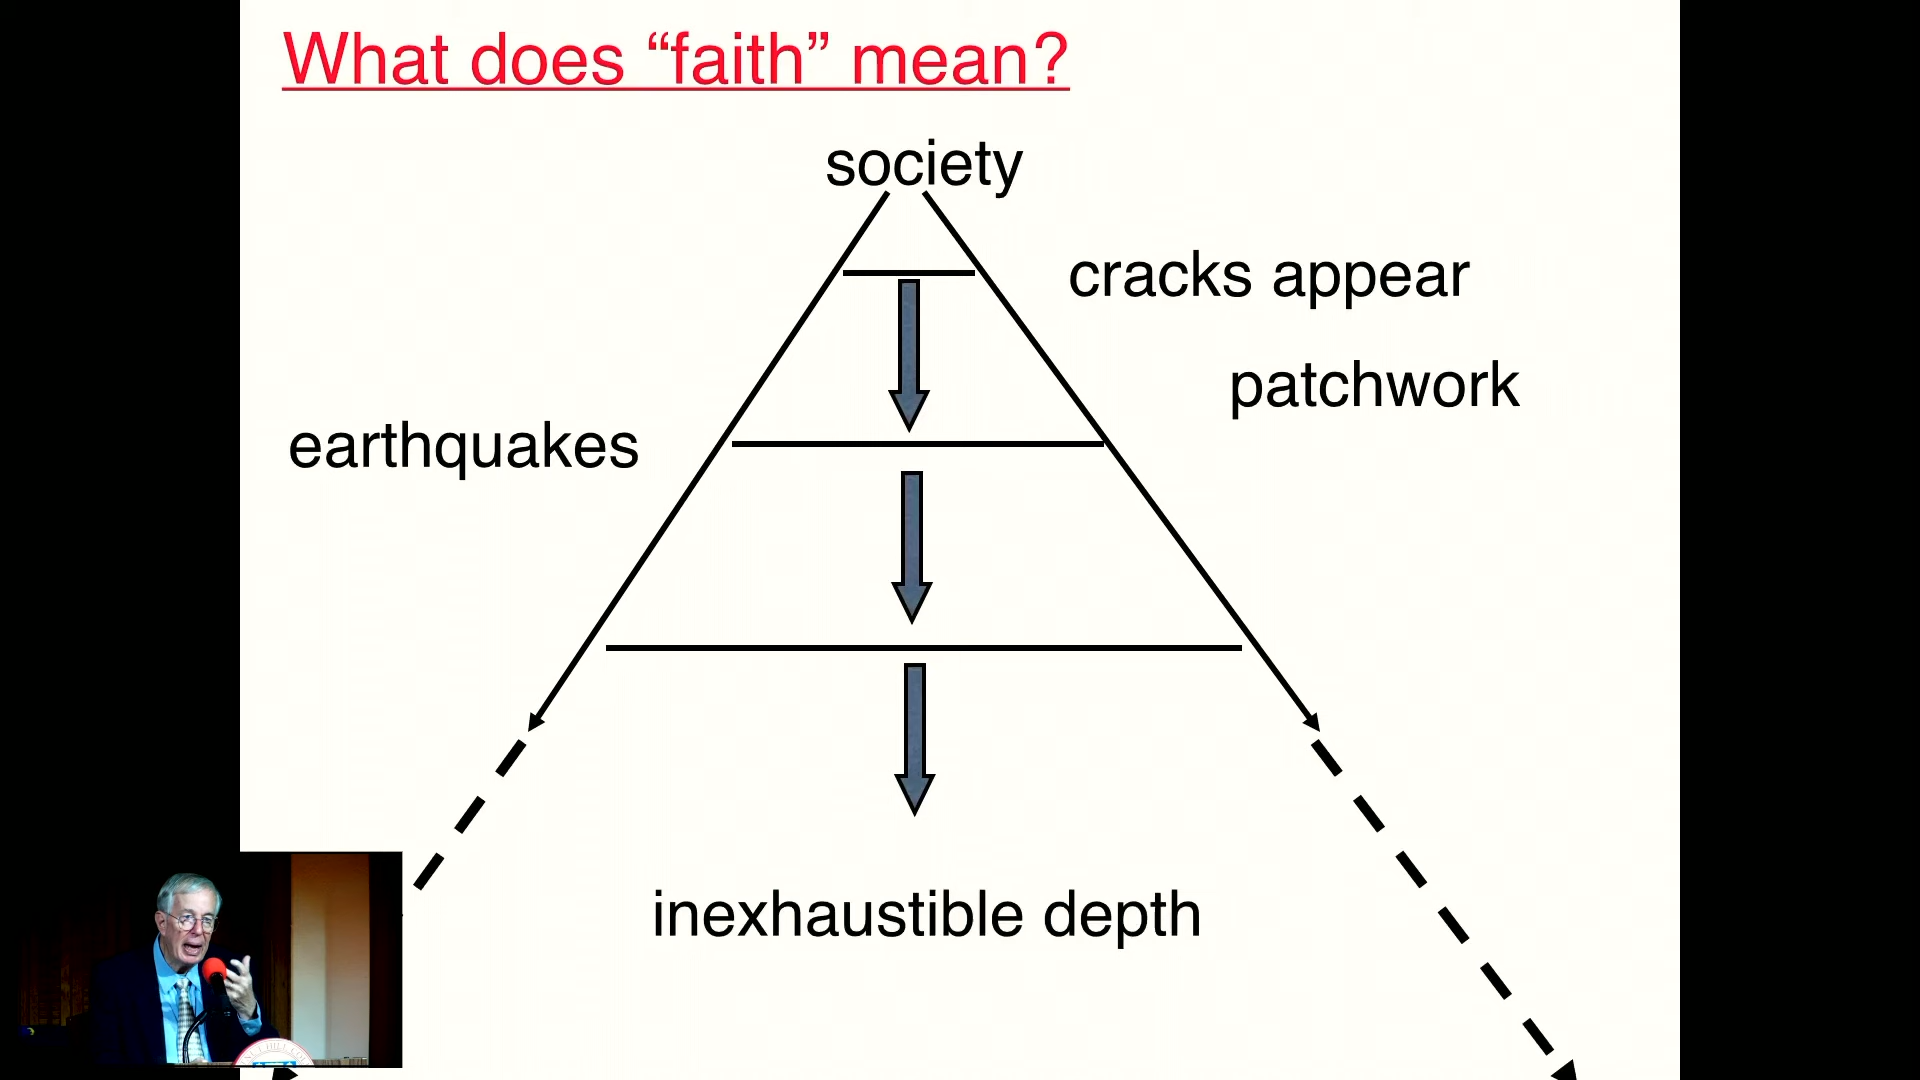 What does “faith” mean?
society
cracks appear
patchwork
earthquakes
inexhaustible depth